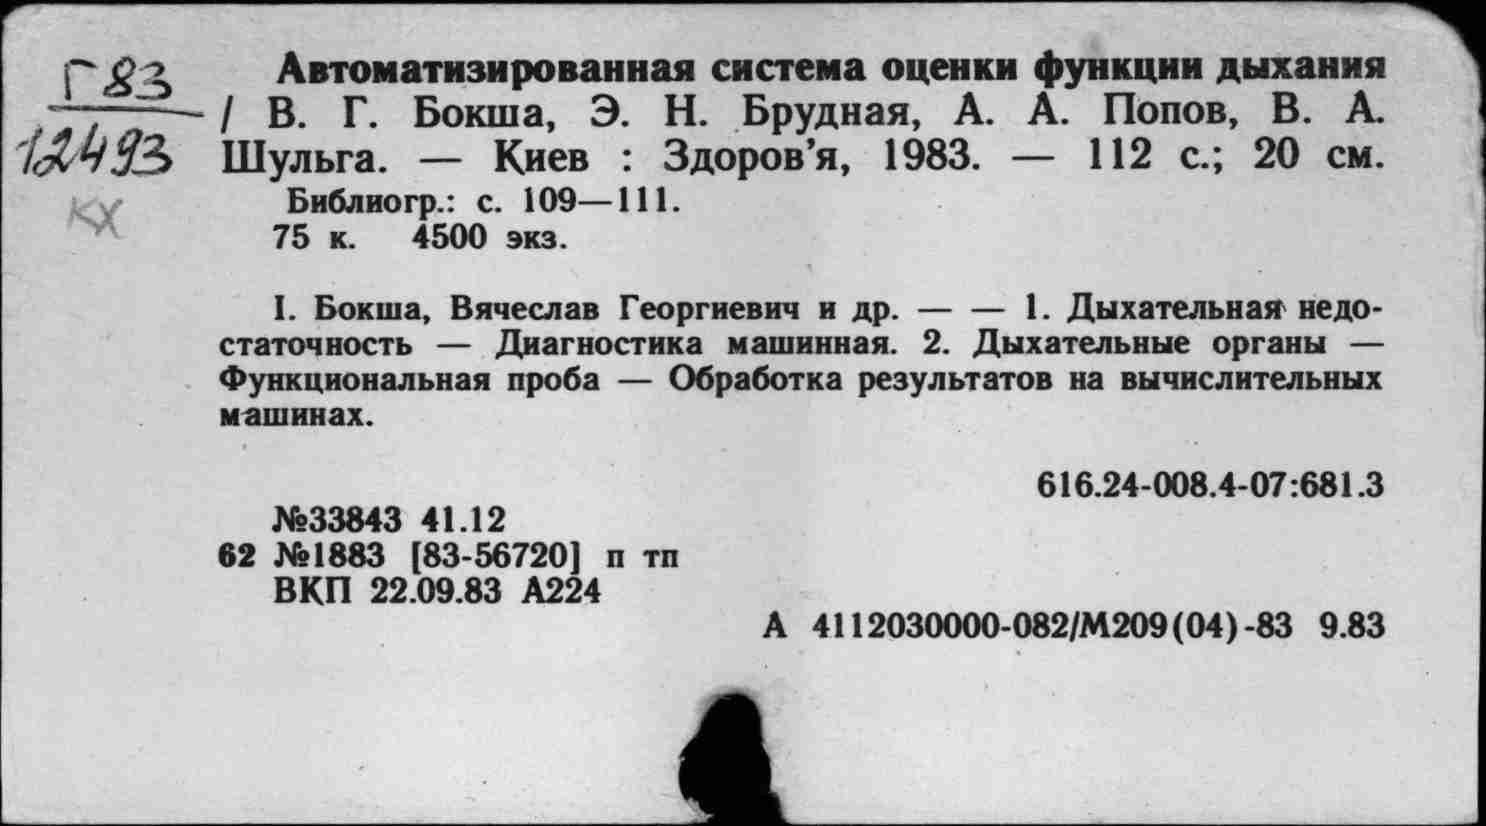 Г83
12493
кх
Автоматизированная система оценки функции дыхания
/ В. Г. Бокша, Э. Н. Брудная, А. А. Попов, В. А.
Шульга. — Киев : Здоров’я, 1983. — 112 с.; 20 см.
Библиогр.: с. 109—111.
75 к. 4500 экз.
I. Бокша, Вячеслав Георгиевич и др. — — 1. Дыхательная недо-
статочность — Диагностика машинная. 2. Дыхательные органы —
Функциональная проба — Обработка результатов на вычислительных
машинах.
616.24-008.4-07:681.3
№33843 41.12
62 №1883 [83-56720] п тп
ВКП 22.09.83 А224
А 4112030000-082/М209(04)-83 9.83